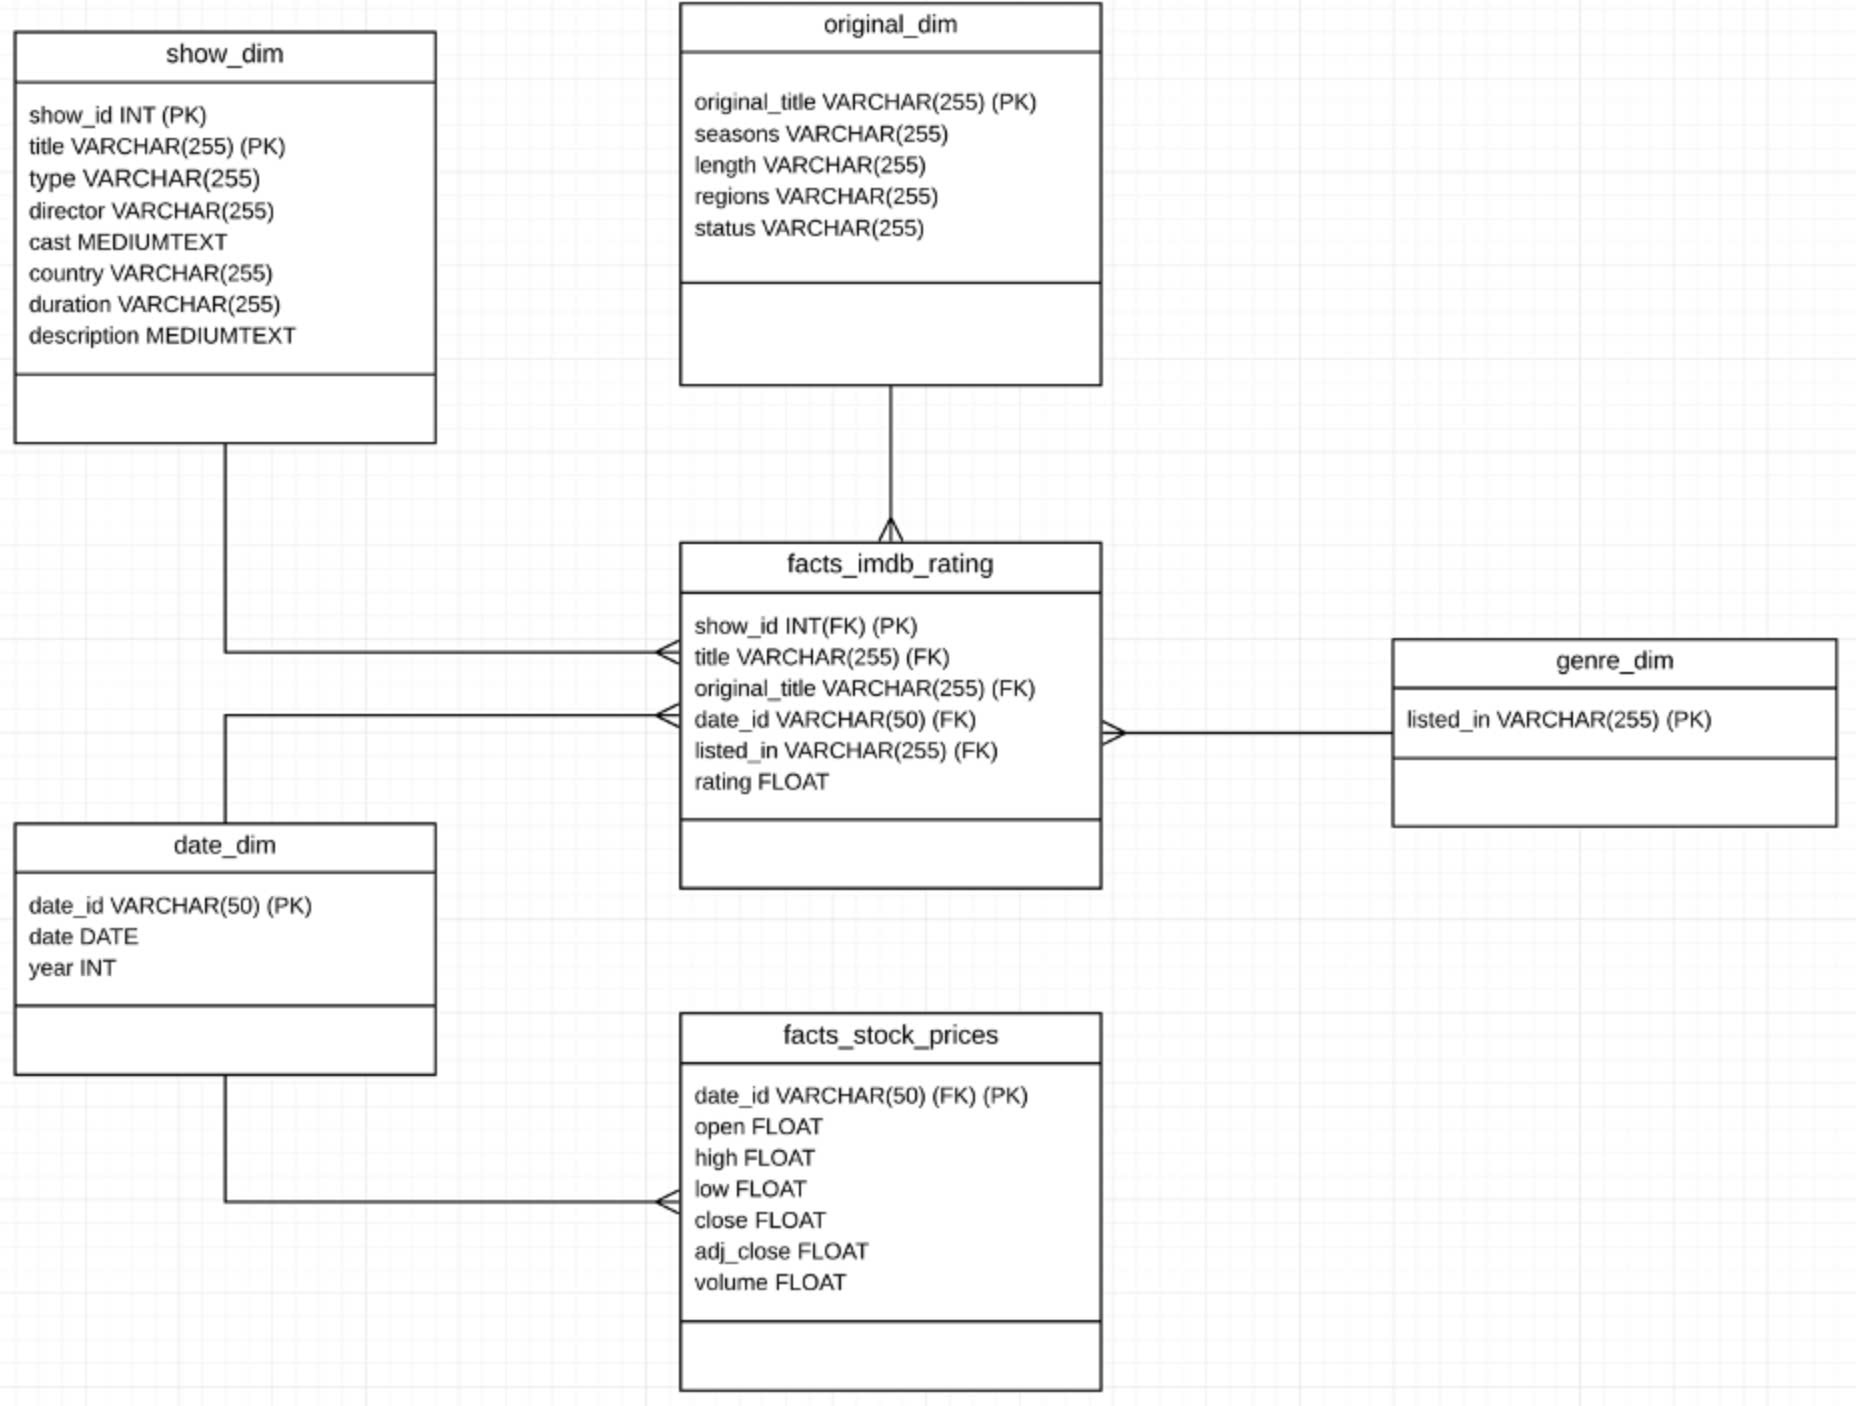 show_dim
show_id INT (PK)
title VARCHAR(255) (PK)
type VARCHAR(255)
director VARCHAR(255)
cast MEDIUMTEXT
country VARCHAR(255)
duration VARCHAR(255)
description MEDIUMTEXT
original_dim
original_title VARCHAR(255) (PK)
seasons VARCHAR(255)
length VARCHAR(255)
regions VARCHAR(255)
status VARCHAR(255)
facts_imdb_rating
show_id INT(FK) (PK)
title VARCHAR(255) (FK)
original_title VARCHAR(255) (FK)
date_id VARCHAR(50) (FK)
listed_in VARCHAR(255) (FK)
rating FLOAT
genre_dim
listed_in VARCHAR(255) (PK)
date_dim
date_id VARCHAR(50) (PK)
date DATE
year INT
facts_stock_prices
date_id VARCHAR(50) (FK) (PK)
open FLOAT
high FLOAT
low FLOAT
close FLOAT
adj_close FLOAT
volume FLOAT